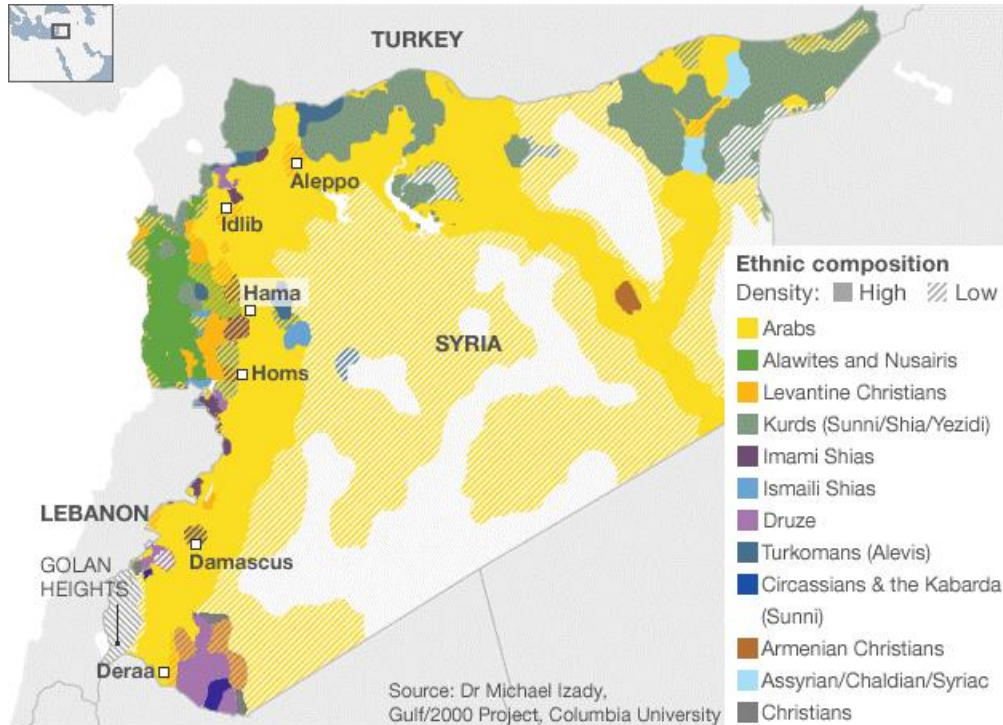 TURKEY
Aleppo
Idlib
Hama
SYRIA
Homs
LEBANON
GOLAN
HEIGHTS
Damascus
Deraa
Ethnic composition
Density: High Low
Arabs
Alawites and Nusairis
Levantine Christians
Kurds (Sunni/Shia/Yezidi)
Imami Shias
Ismaili Shias
Druze
Turkomans (Alevis)
Circassians & the Kabarda
(Sunni)
Armenian Christians
Assyrian/Chaldian/Syriac
Christians
Source: Dr Michael Izady,
Gulf/2000 Project, Columbia University